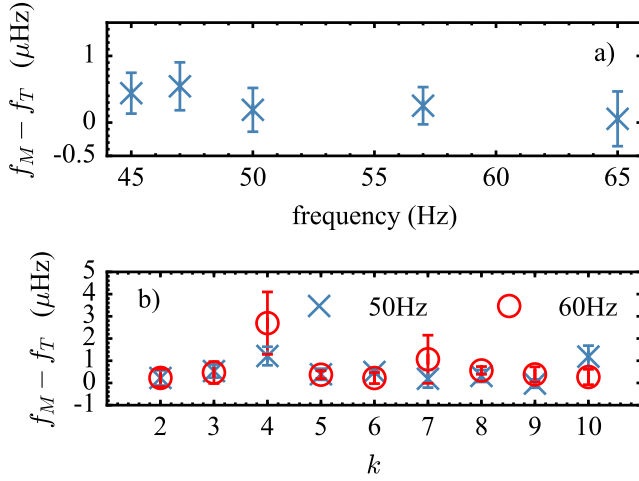 f_M − f_T (μHz)
1
0
-0.5
a)
45 50 55 60 65
frequency (Hz)
f_M − f_T (μHz)
5
4
3
2
1
0
-1
b) 50Hz 60Hz
2 3 4 5 6 7 8 9 10
k